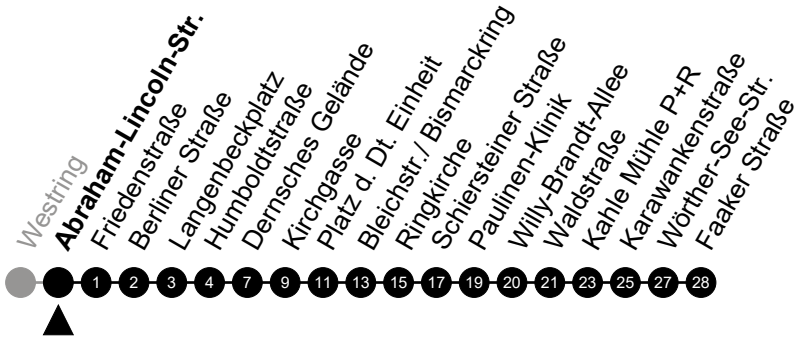 Westring
Abraham-Lincoln-Str.
Friedenstraße
Berliner Straße
Langenbeckplatz
Humboldtstraße
Dernsches Gelände
Kirchgasse
Platz d. Dt. Einheit
Bleichstr./ Bismarckring
Ringkirche
Schiersteiner Straße
Paulinen-Klinik
Willy-Brandt-Allee
Waldstraße
Kahle Mühle P+R
Karawankenstraße
Wörther-See-Str.
Faaker Straße
1 2 3 4 7 9 11 13 15 17 19 20 21 23 25 27 28